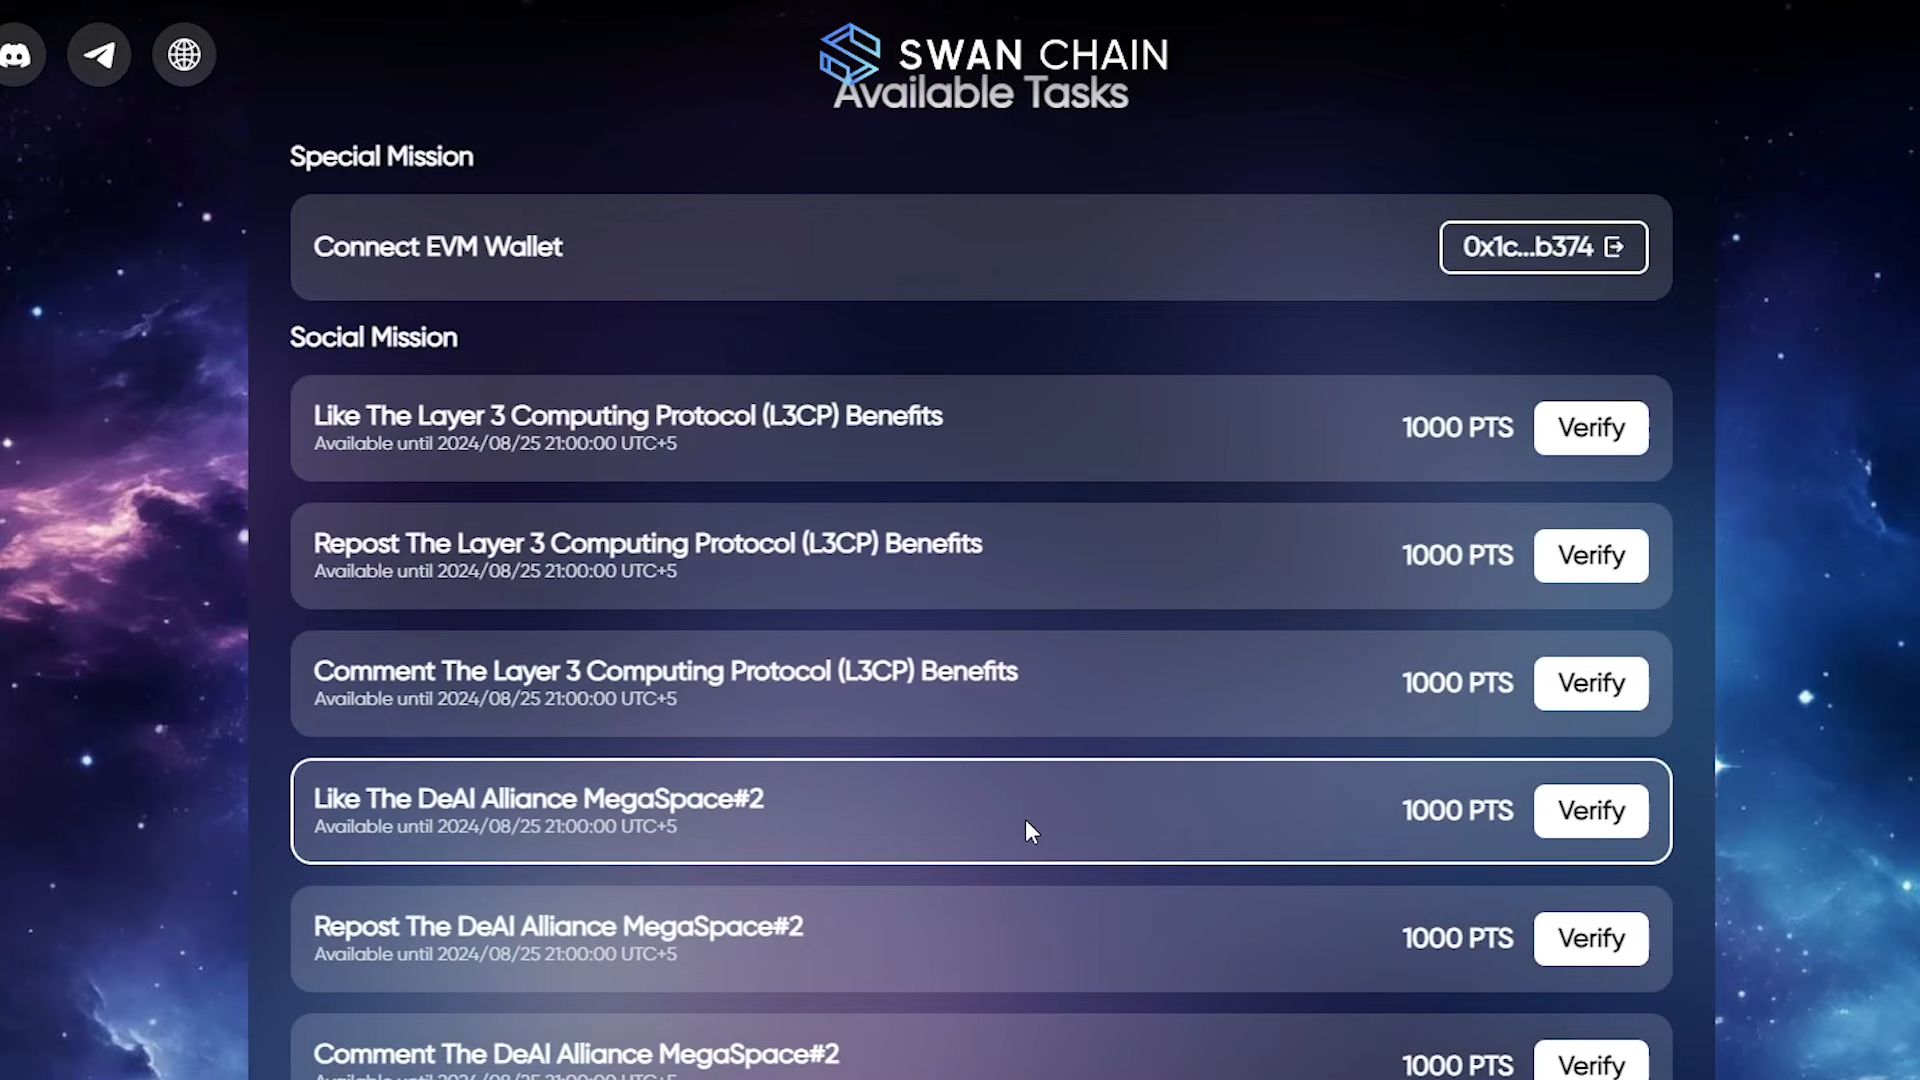 SWAN CHAIN
Available Tasks
Special Mission
Connect EVM Wallet
0x1c...b374
Social Mission
Like The Layer 3 Computing Protocol (L3CP) Benefits
Available until 2024/08/25 21:00:00 UTC+5
1000 PTS
Verify
Repost The Layer 3 Computing Protocol (L3CP) Benefits
Available until 2024/08/25 21:00:00 UTC+5
1000 PTS
Verify
Comment The Layer 3 Computing Protocol (L3CP) Benefits
Available until 2024/08/25 21:00:00 UTC+5
1000 PTS
Verify
Like The DeAI Alliance MegaSpace#2
Available until 2024/08/25 21:00:00 UTC+5
1000 PTS
Verify
Repost The DeAI Alliance MegaSpace#2
Available until 2024/08/25 21:00:00 UTC+5
1000 PTS
Verify
Comment The DeAI Alliance MegaSpace#2
1000 PTS
Verify